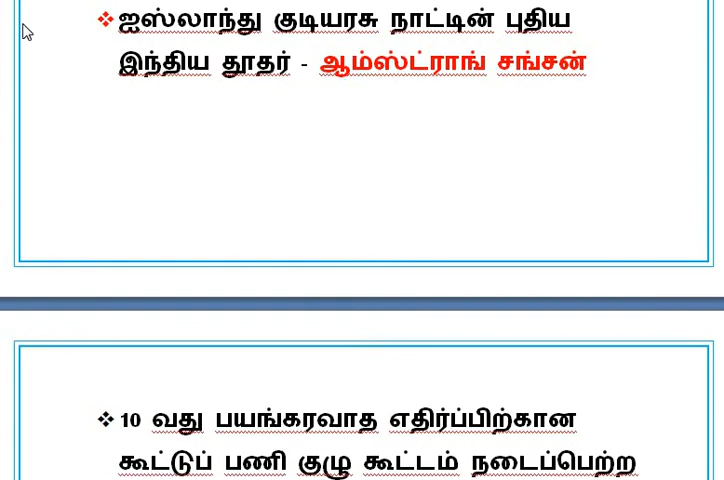 ❖ ஐஸ்லாந்து குடியரசு நாட்டின் புதிய
இந்திய தூதர் - ஆம்ஸ்ட்ராங் சங்சன்
❖ 10 வது பயங்கரவாத எதிர்ப்பிற்கான
கூட்டுப் பணி குழு கூட்டம் நடைப்பெற்ற